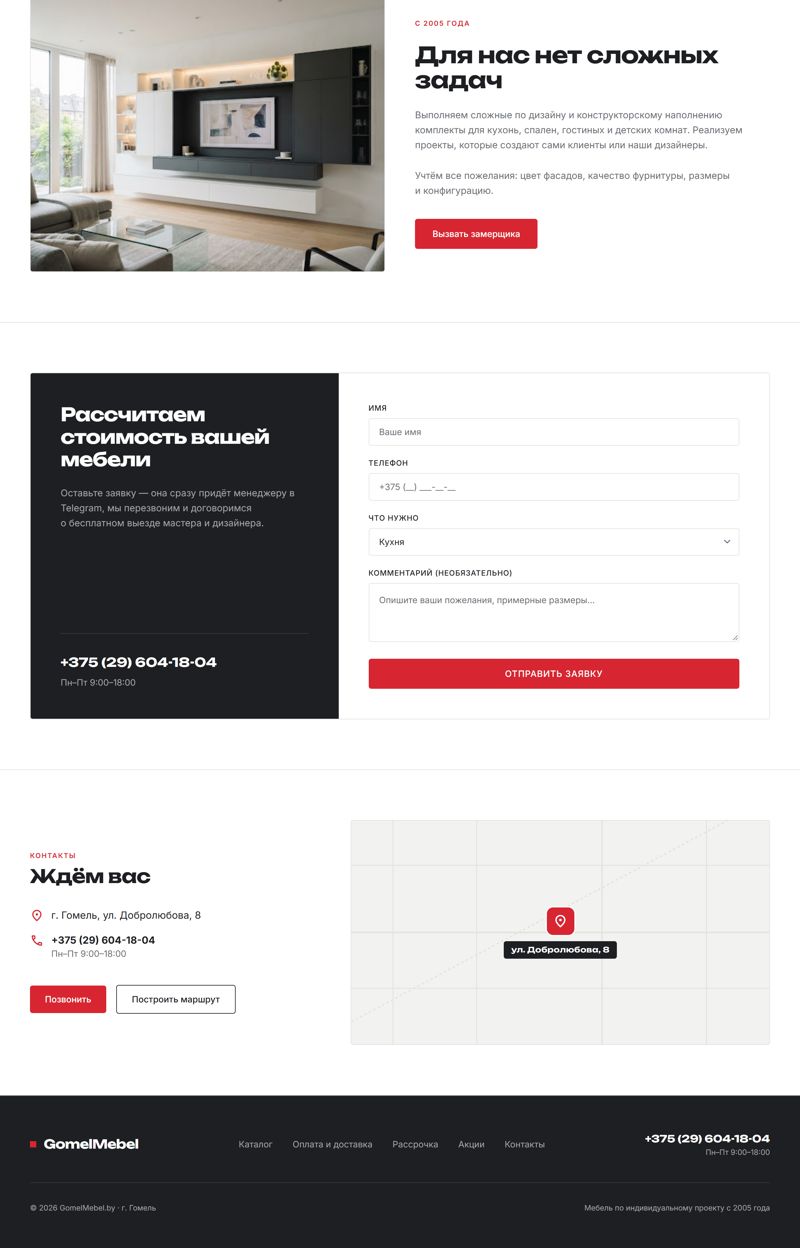 С 2005 ГОДА
Для нас нет сложных
задач
Выполняем сложные по дизайну и конструкторскому наполнению
комплекты для кухонь, спален, гостиных и детских комнат. Реализуем
проекты, которые создают сами клиенты или наши дизайнеры.
Учтём все пожелания: цвет фасадов, качество фурнитуры, размеры
и конфигурацию.
Вызвать замерщика
Рассчитаем
стоимость вашей
мебели
Оставьте заявку — она сразу придёт менеджеру в
Telegram, мы перезвоним и договоримся
о бесплатном выезде мастера и дизайнера.
+375 (29) 604-18-04
Пн–Пт 9:00–18:00
ИМЯ
Ваше имя
ТЕЛЕФОН
+375 (__) ___-__-__
ЧТО НУЖНО
Кухня
КОММЕНТАРИЙ (НЕОБЯЗАТЕЛЬНО)
Опишите ваши пожелания, примерные размеры...
ОТПРАВИТЬ ЗАЯВКУ
КОНТАКТЫ
Ждём вас
г. Гомель, ул. Добролюбова, 8
+375 (29) 604-18-04
Пн–Пт 9:00–18:00
Позвонить
Построить маршрут
ул. Добролюбова, 8
GomelMebel
Каталог
Оплата и доставка
Рассрочка
Акции
Контакты
+375 (29) 604-18-04
Пн–Пт 9:00–18:00
© 2026 GomelMebel.by · г. Гомель
Мебель по индивидуальному проекту с 2005 года